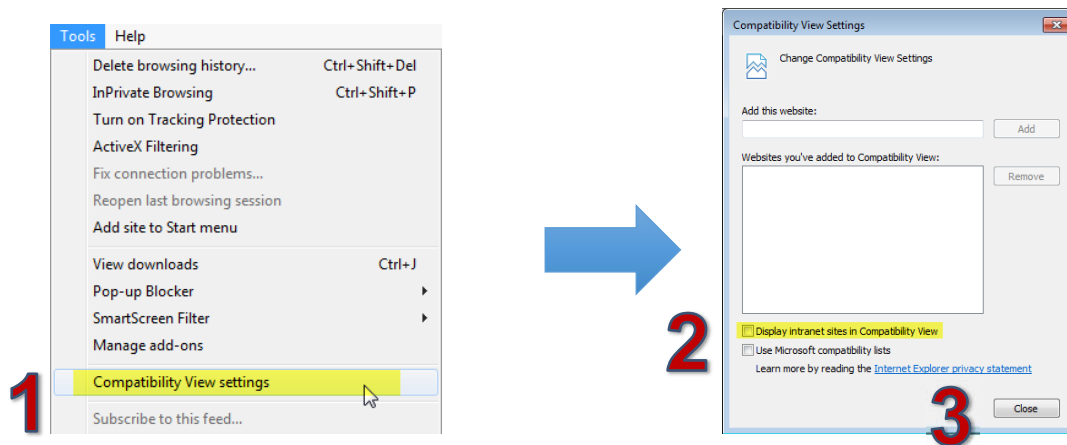 Tools Help
Delete browsing history... Ctrl+Shift+Del
InPrivate Browsing Ctrl+Shift+P
Turn on Tracking Protection
ActiveX Filtering
Fix connection problems...
Reopen last browsing session
Add site to Start menu
View downloads Ctrl+J
Pop-up Blocker
SmartScreen Filter
Manage add-ons
Compatibility View settings
Subscribe to this feed...
1
Compatibility View Settings
Change Compatibility View Settings
Add this website:
Add
Websites you've added to Compatibility View:
Remove
2
Display intranet sites in Compatibility View
Use Microsoft compatibility lists
Learn more by reading the Internet Explorer privacy statement
3
Close